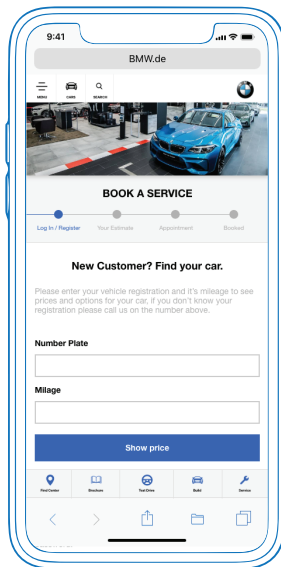 9:41
BMW.de
MENU CARS SEARCH
BOOK A SERVICE
Log In / Register Your Estimate Appointment Booked
New Customer? Find your car.
Please enter your vehicle registration and it's mileage to see
prices and options for your car, if you don't know your
registration please call us on the number above.
Number Plate
Milage
Show price
Find Center Brochure Test Drive Build Service